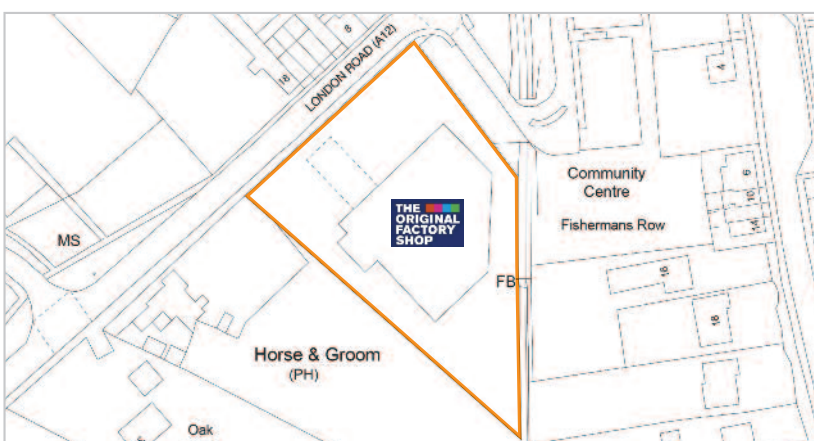 8
18
LONDON ROAD (A12)
4
THE
ORIGINAL
FACTORY
SHOP
Community
Centre
6
10
14
Fishermans Row
MS
FB
16
18
Horse & Groom
(PH)
Oak